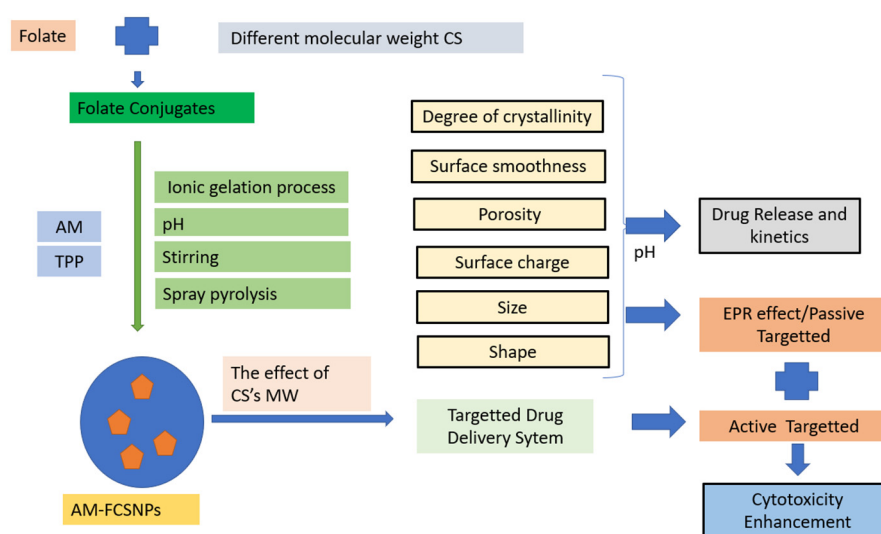 Folate
Different molecular weight CS
Folate Conjugates
Ionic gelation process
pH
Stirring
Spray pyrolysis
AM
TPP
AM-FCSNPs
The effect of
CS's MW
Degree of crystallinity
Surface smoothness
Porosity
Surface charge
Size
Shape
Targetted Drug
Delivery Sytem
pH
Drug Release and
kinetics
EPR effect/Passive
Targetted
Active Targetted
Cytotoxicity
Enhancement